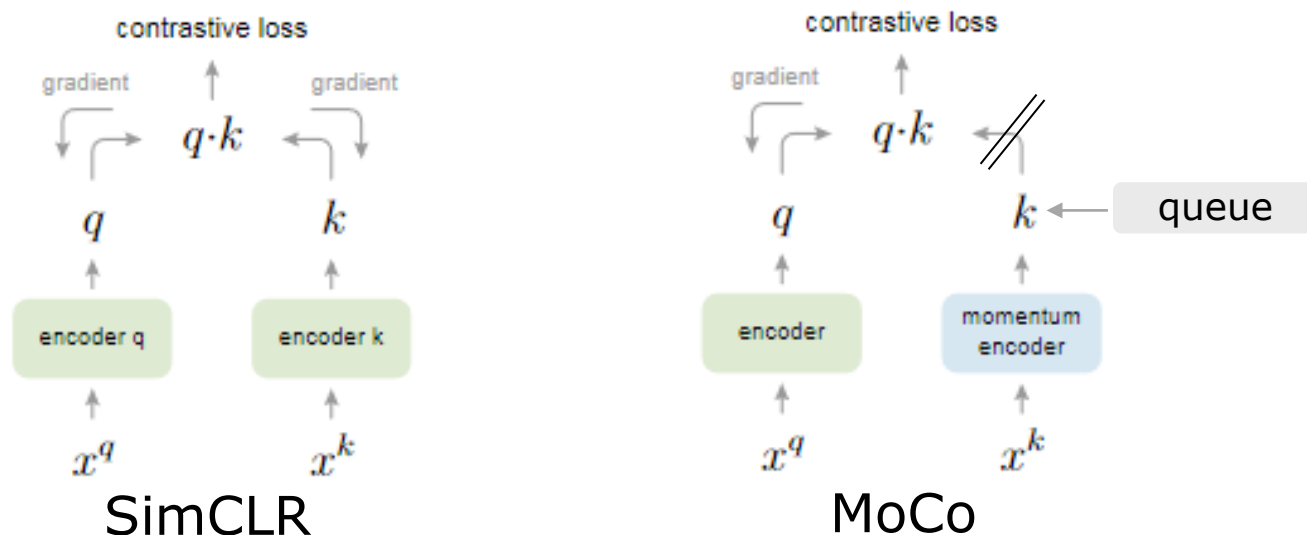 contrastive loss
gradient
gradient
q·k
q
k
encoder q
encoder k
x^q
x^k
SimCLR
contrastive loss
gradient
q·k
q
k
queue
encoder
momentum
encoder
x^q
x^k
MoCo